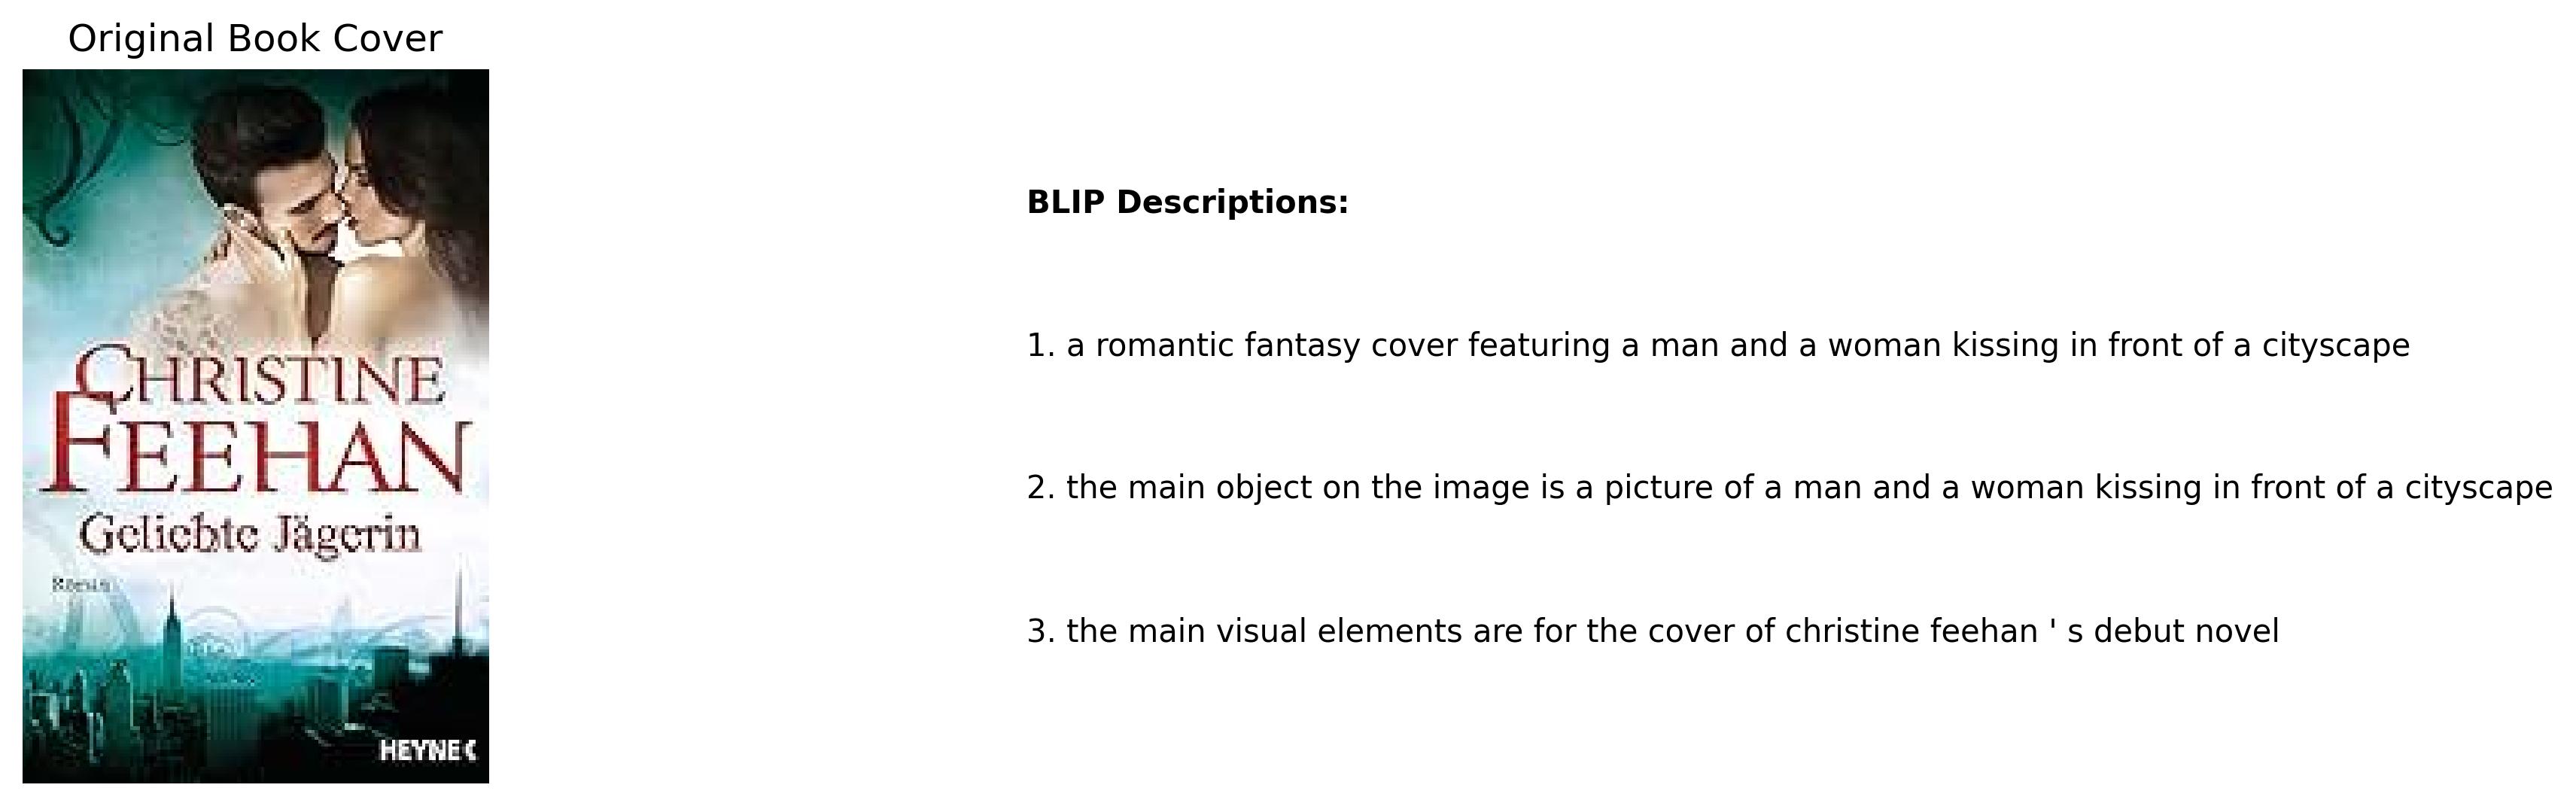 Original Book Cover
CHRISTINE
FEEHAN
Geliebte Jägerin
Roman
HEYNE
BLIP Descriptions:
1. a romantic fantasy cover featuring a man and a woman kissing in front of a cityscape
2. the main object on the image is a picture of a man and a woman kissing in front of a cityscape
3. the main visual elements are for the cover of christine feehan ' s debut novel